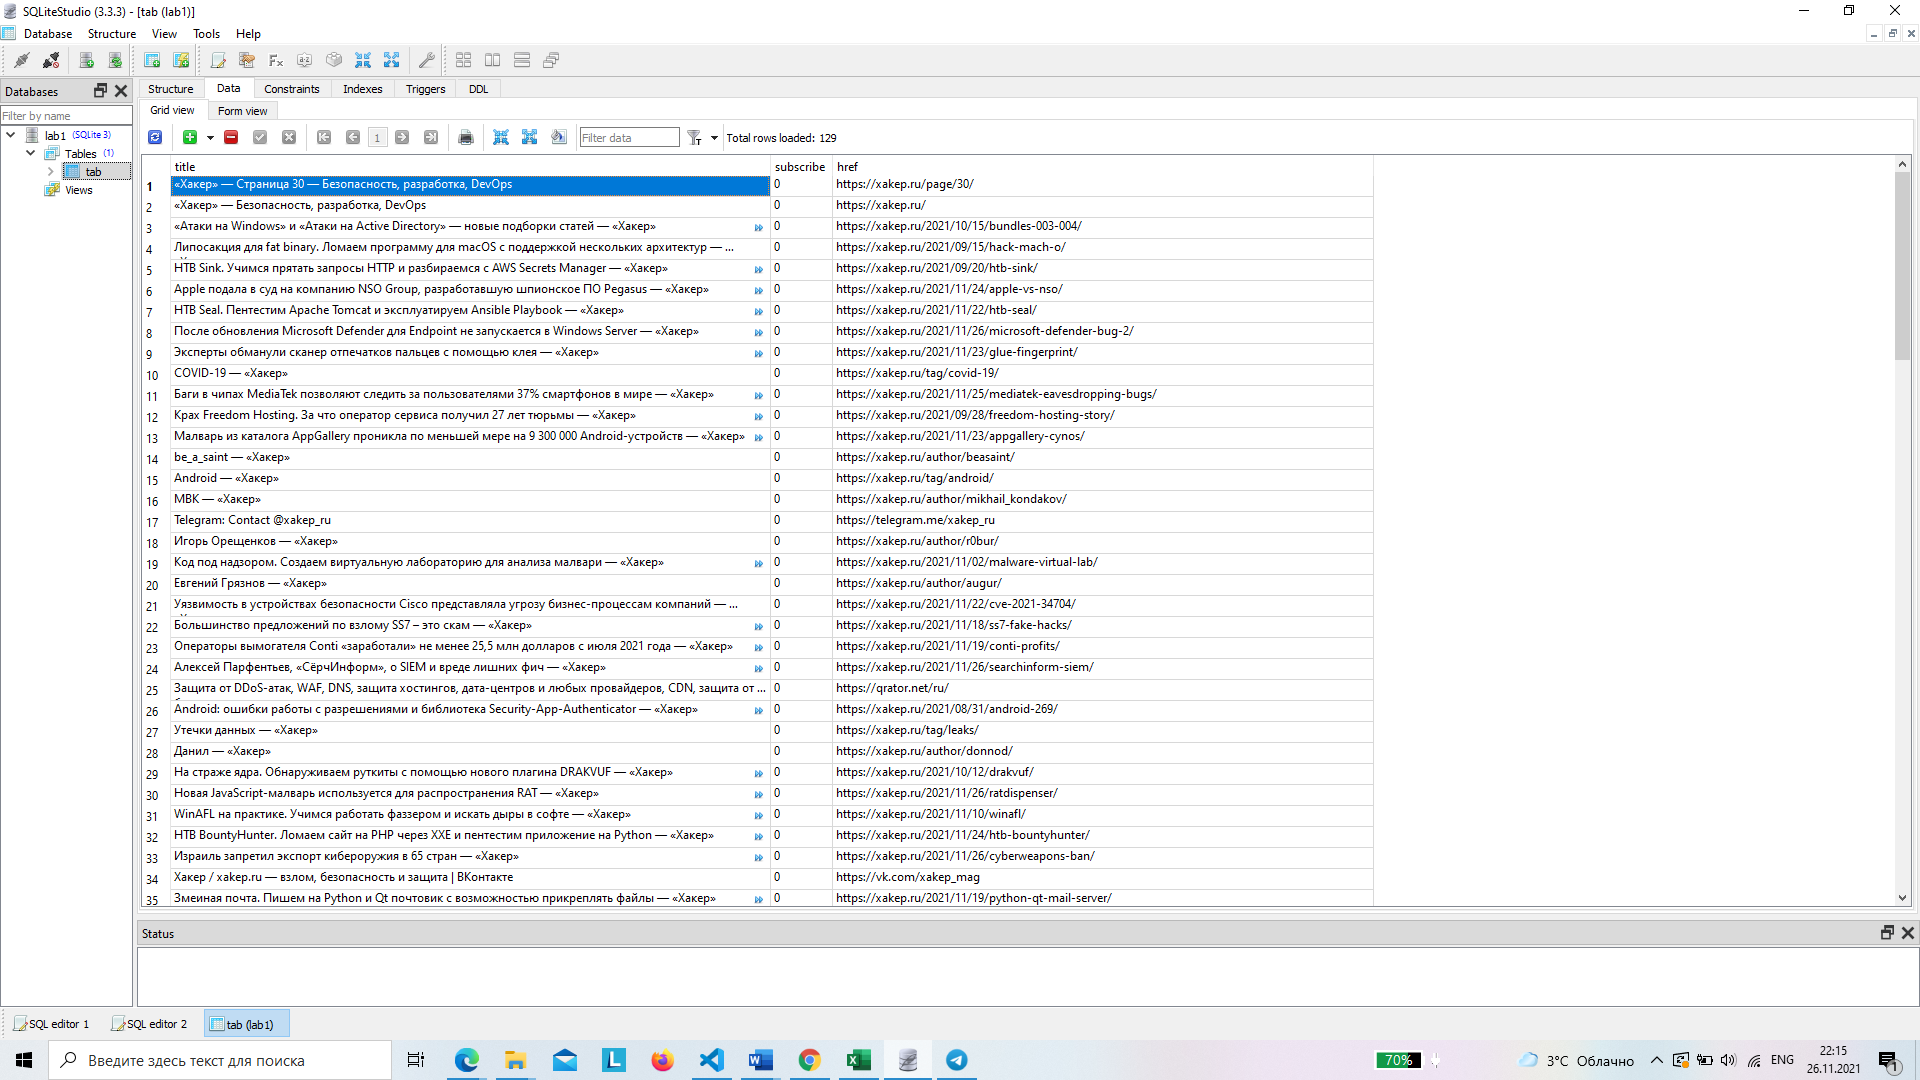 SQLiteStudio (3.3.3) - [tab (lab1)]
Database Structure View Tools Help
Databases
Filter by name
lab1 (SQLite 3)
Tables (1)
tab
Views
Structure Data Constraints Indexes Triggers DDL
Grid view Form view
1 Filter data Total rows loaded: 129
title subscribe href
1 «Хакер» — Страница 30 — Безопасность, разработка, DevOps 0 https://xakep.ru/page/30/
2 «Хакер» — Безопасность, разработка, DevOps 0 https://xakep.ru/
3 «Атаки на Windows» и «Атаки на Active Directory» — новые подборки статей — «Хакер» 0 https://xakep.ru/2021/10/15/bundles-003-004/
4 Липосакция для fat binary. Ломаем программу для macOS с поддержкой нескольких архитектур — ... 0 https://xakep.ru/2021/09/15/hack-mach-o/
5 HTB Sink. Учимся прятать запросы HTTP и разбираемся с AWS Secrets Manager — «Хакер» 0 https://xakep.ru/2021/09/20/htb-sink/
6 Apple подала в суд на компанию NSO Group, разработавшую шпионское ПО Pegasus — «Хакер» 0 https://xakep.ru/2021/11/24/apple-vs-nso/
7 HTB Seal. Пентестим Apache Tomcat и эксплуатируем Ansible Playbook — «Хакер» 0 https://xakep.ru/2021/11/22/htb-seal/
8 После обновления Microsoft Defender для Endpoint не запускается в Windows Server — «Хакер» 0 https://xakep.ru/2021/11/26/microsoft-defender-bug-2/
9 Эксперты обманули сканер отпечатков пальцев с помощью клея — «Хакер» 0 https://xakep.ru/2021/11/23/glue-fingerprint/
10 COVID-19 — «Хакер» 0 https://xakep.ru/tag/covid-19/
11 Баги в чипах MediaTek позволяют следить за пользователями 37% смартфонов в мире — «Хакер» 0 https://xakep.ru/2021/11/25/mediatek-eavesdropping-bugs/
12 Крах Freedom Hosting. За что оператор сервиса получил 27 лет тюрьмы — «Хакер» 0 https://xakep.ru/2021/09/28/freedom-hosting-story/
13 Малварь из каталога AppGallery проникла по меньшей мере на 9 300 000 Android-устройств — «Хакер» 0 https://xakep.ru/2021/11/23/appgallery-cynos/
14 be_a_saint — «Хакер» 0 https://xakep.ru/author/beasaint/
15 Android — «Хакер» 0 https://xakep.ru/tag/android/
16 МВК — «Хакер» 0 https://xakep.ru/author/mikhail_kondakov/
17 Telegram: Contact @xakep_ru 0 https://telegram.me/xakep_ru
18 Игорь Орещенков — «Хакер» 0 https://xakep.ru/author/r0bur/
19 Код под надзором. Создаем виртуальную лабораторию для анализа малвари — «Хакер» 0 https://xakep.ru/2021/11/02/malware-virtual-lab/
20 Евгений Грязнов — «Хакер» 0 https://xakep.ru/author/augur/
21 Уязвимость в устройствах безопасности Cisco представляла угрозу бизнес-процессам компаний — ... 0 https://xakep.ru/2021/11/22/cve-2021-34704/
22 Большинство предложений по взлому SS7 – это скам — «Хакер» 0 https://xakep.ru/2021/11/18/ss7-fake-hacks/
23 Операторы вымогателя Conti «заработали» не менее 25,5 млн долларов с июля 2021 года — «Хакер» 0 https://xakep.ru/2021/11/19/conti-profits/
24 Алексей Парфентьев, «СёрчИнформ», о SIEM и вреде лишних фич — «Хакер» 0 https://xakep.ru/2021/11/26/searchinform-siem/
25 Защита от DDoS-атак, WAF, DNS, защита хостингов, дата-центров и любых провайдеров, CDN, защита от ... 0 https://qrator.net/ru/
26 Android: ошибки работы с разрешениями и библиотека Security-App-Authenticator — «Хакер» 0 https://xakep.ru/2021/08/31/android-269/
27 Утечки данных — «Хакер» 0 https://xakep.ru/tag/leaks/
28 Данил — «Хакер» 0 https://xakep.ru/author/donnod/
29 На страже ядра. Обнаруживаем руткиты с помощью нового плагина DRAKVUF — «Хакер» 0 https://xakep.ru/2021/10/12/drakvuf/
30 Новая JavaScript-малварь используется для распространения RAT — «Хакер» 0 https://xakep.ru/2021/11/26/ratdispenser/
31 WinAFL на практике. Учимся работать фаззером и искать дыры в софте — «Хакер» 0 https://xakep.ru/2021/11/10/winafl/
32 HTB BountyHunter. Ломаем сайт на PHP через XXE и пентестим приложение на Python — «Хакер» 0 https://xakep.ru/2021/11/24/htb-bountyhunter/
33 Израиль запретил экспорт кибероружия в 65 стран — «Хакер» 0 https://xakep.ru/2021/11/26/cyberweapons-ban/
34 Хакер / xakep.ru — взлом, безопасность и защита | ВКонтакте 0 https://vk.com/xakep_mag
35 Змеиная почта. Пишем на Python и Qt почтовик с возможностью прикреплять файлы — «Хакер» 0 https://xakep.ru/2021/11/19/python-qt-mail-server/
Status
SQL editor 1 SQL editor 2 tab (lab1)
Введите здесь текст для поиска
70%
3°C Облачно
ENG
22:15
26.11.2021
1